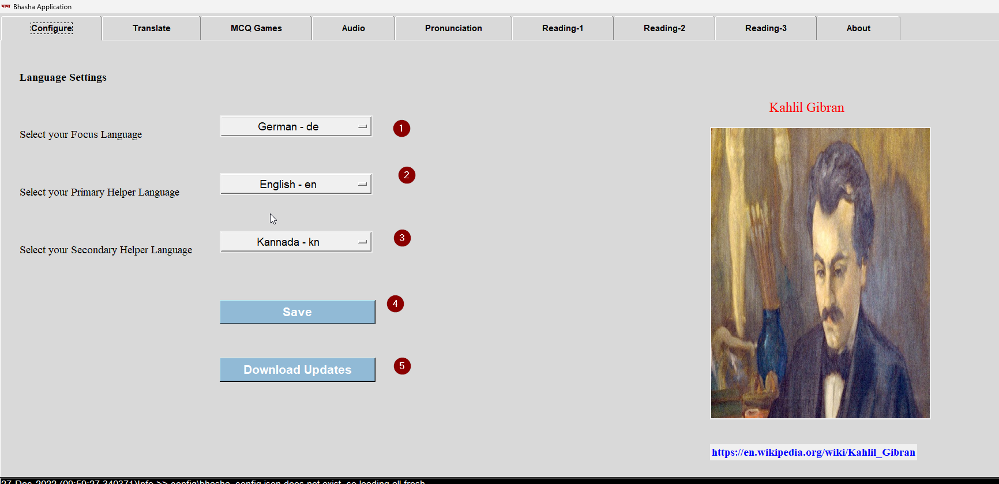 भाषा Bhasha Application
Configure Translate MCQ Games Audio Pronunciation Reading-1 Reading-2 Reading-3 About
Language Settings
Kahlil Gibran
Select your Focus Language German - de 1
Select your Primary Helper Language English - en 2
Select your Secondary Helper Language Kannada - kn 3
Save 4
Download Updates 5
https://en.wikipedia.org/wiki/Kahlil_Gibran
27-Dec-2022 (09:59:27.340371)Info >> config\bhasha_config.json does not exist, so loading all fresh